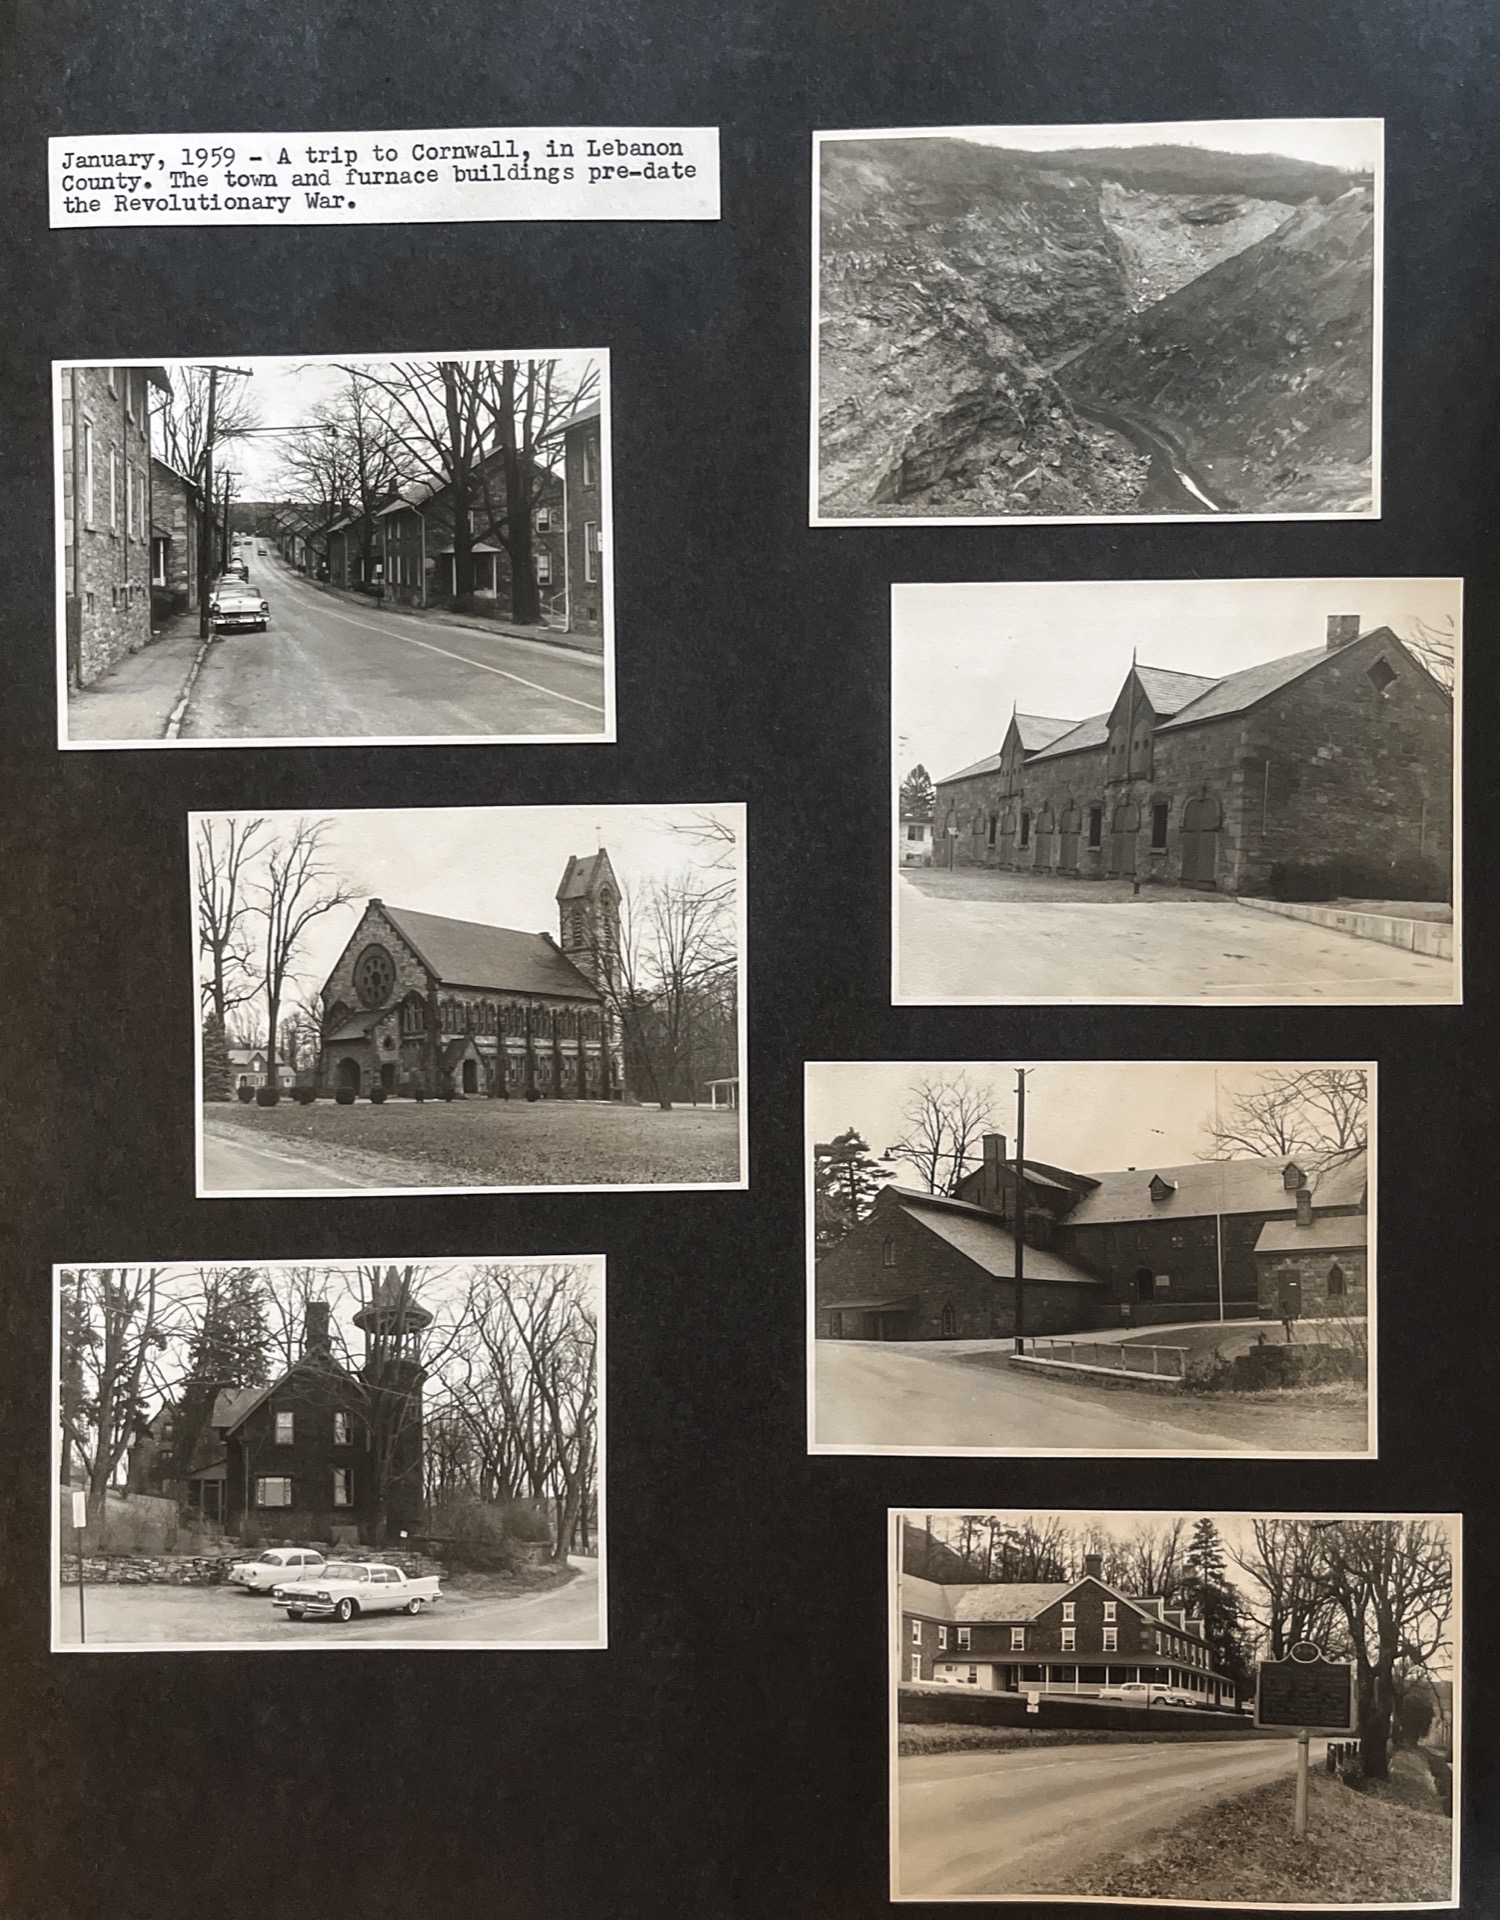 January, 1959 - A trip to Cornwall, in Lebanon
County. The town and furnace buildings pre-date
the Revolutionary War.